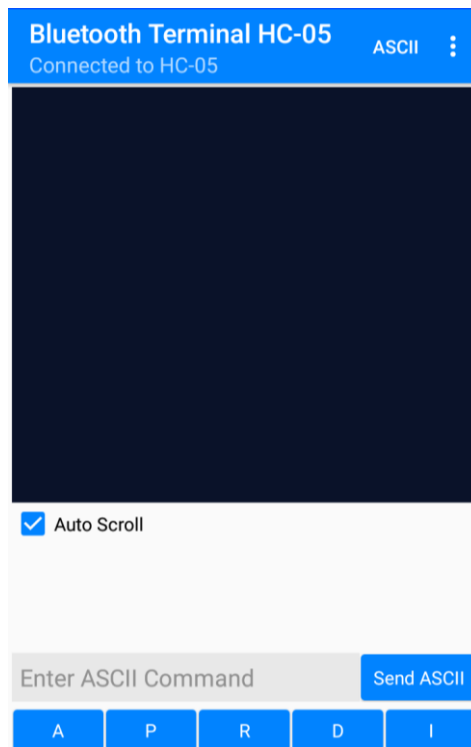 Bluetooth Terminal HC-05
Connected to HC-05
ASCII
Auto Scroll
Enter ASCII Command
Send ASCII
A P R D I